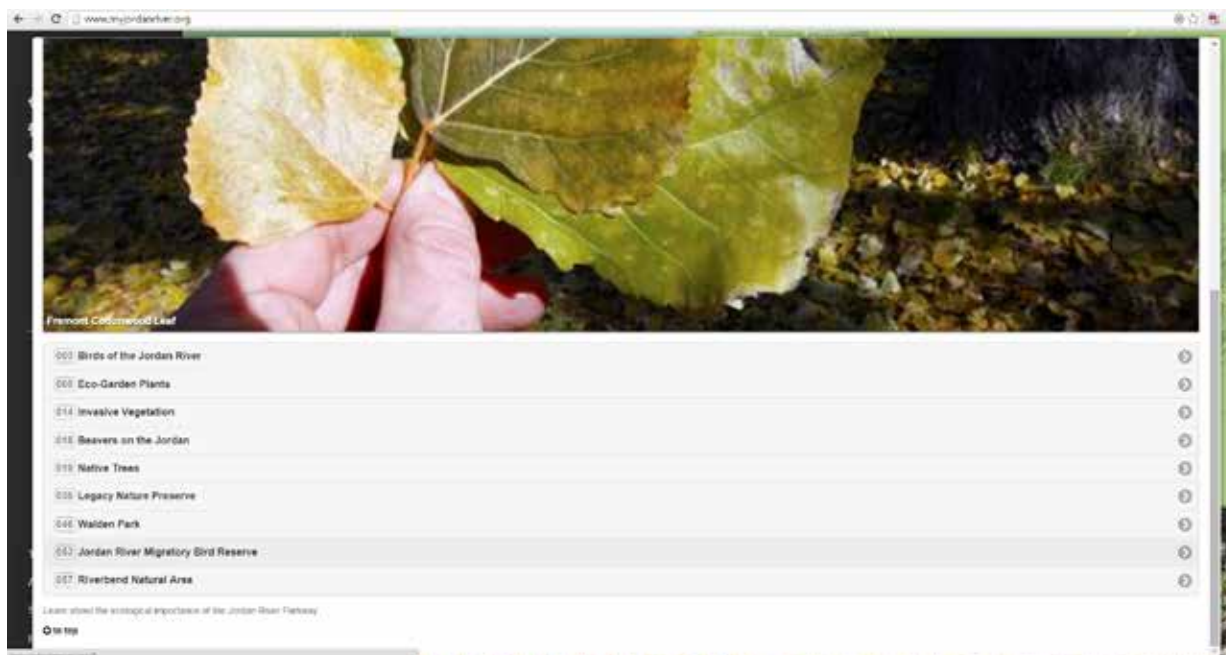 www.myjordanriver.org
Fremont Cottonwood Leaf
Birds of the Jordan River
Eco-Garden Plants
014 Invasive Vegetation
Beavers on the Jordan
Native Trees
Legacy Nature Preserve
046 Walden Park
Jordan River Migratory Bird Reserve
057 Riverbend Natural Area
Learn about the ecological importance of the Jordan River Parkway
to top